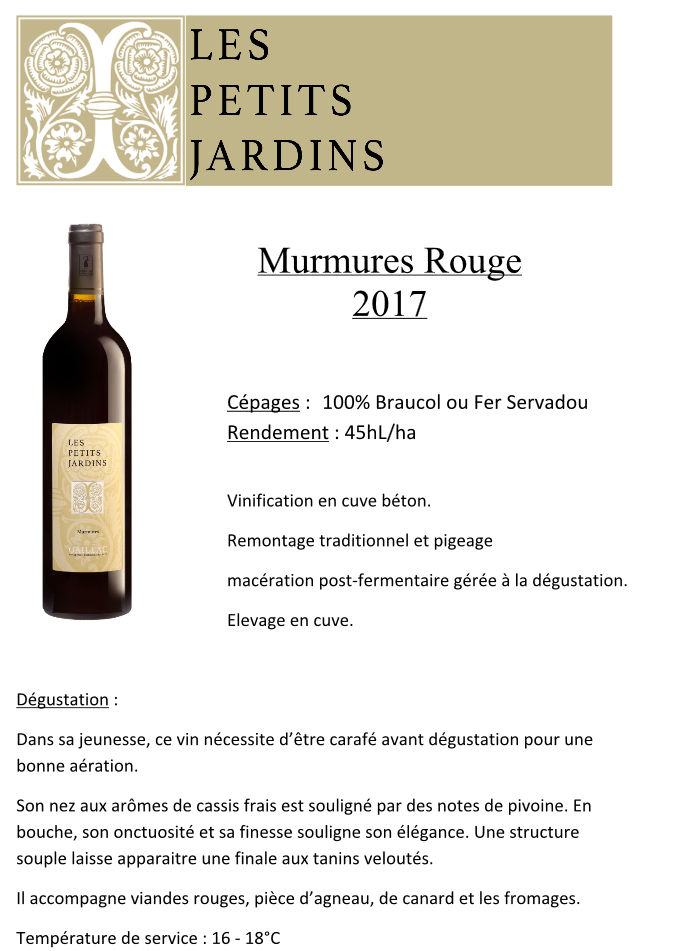 LES
PETITS
JARDINS
Murmures Rouge
2017
Cépages : 100% Braucol ou Fer Servadou
Rendement : 45hL/ha
LES
PETITS
JARDINS
Murmures
GAILLAC
Vinification en cuve béton.
Remontage traditionnel et pigeage
macération post-fermentaire gérée à la dégustation.
Elevage en cuve.
Dégustation :
Dans sa jeunesse, ce vin nécessite d’être carafé avant dégustation pour une
bonne aération.
Son nez aux arômes de cassis frais est souligné par des notes de pivoine. En
bouche, son onctuosité et sa finesse souligne son élégance. Une structure
souple laisse apparaitre une finale aux tanins veloutés.
Il accompagne viandes rouges, pièce d’agneau, de canard et les fromages.
Température de service : 16 - 18°C